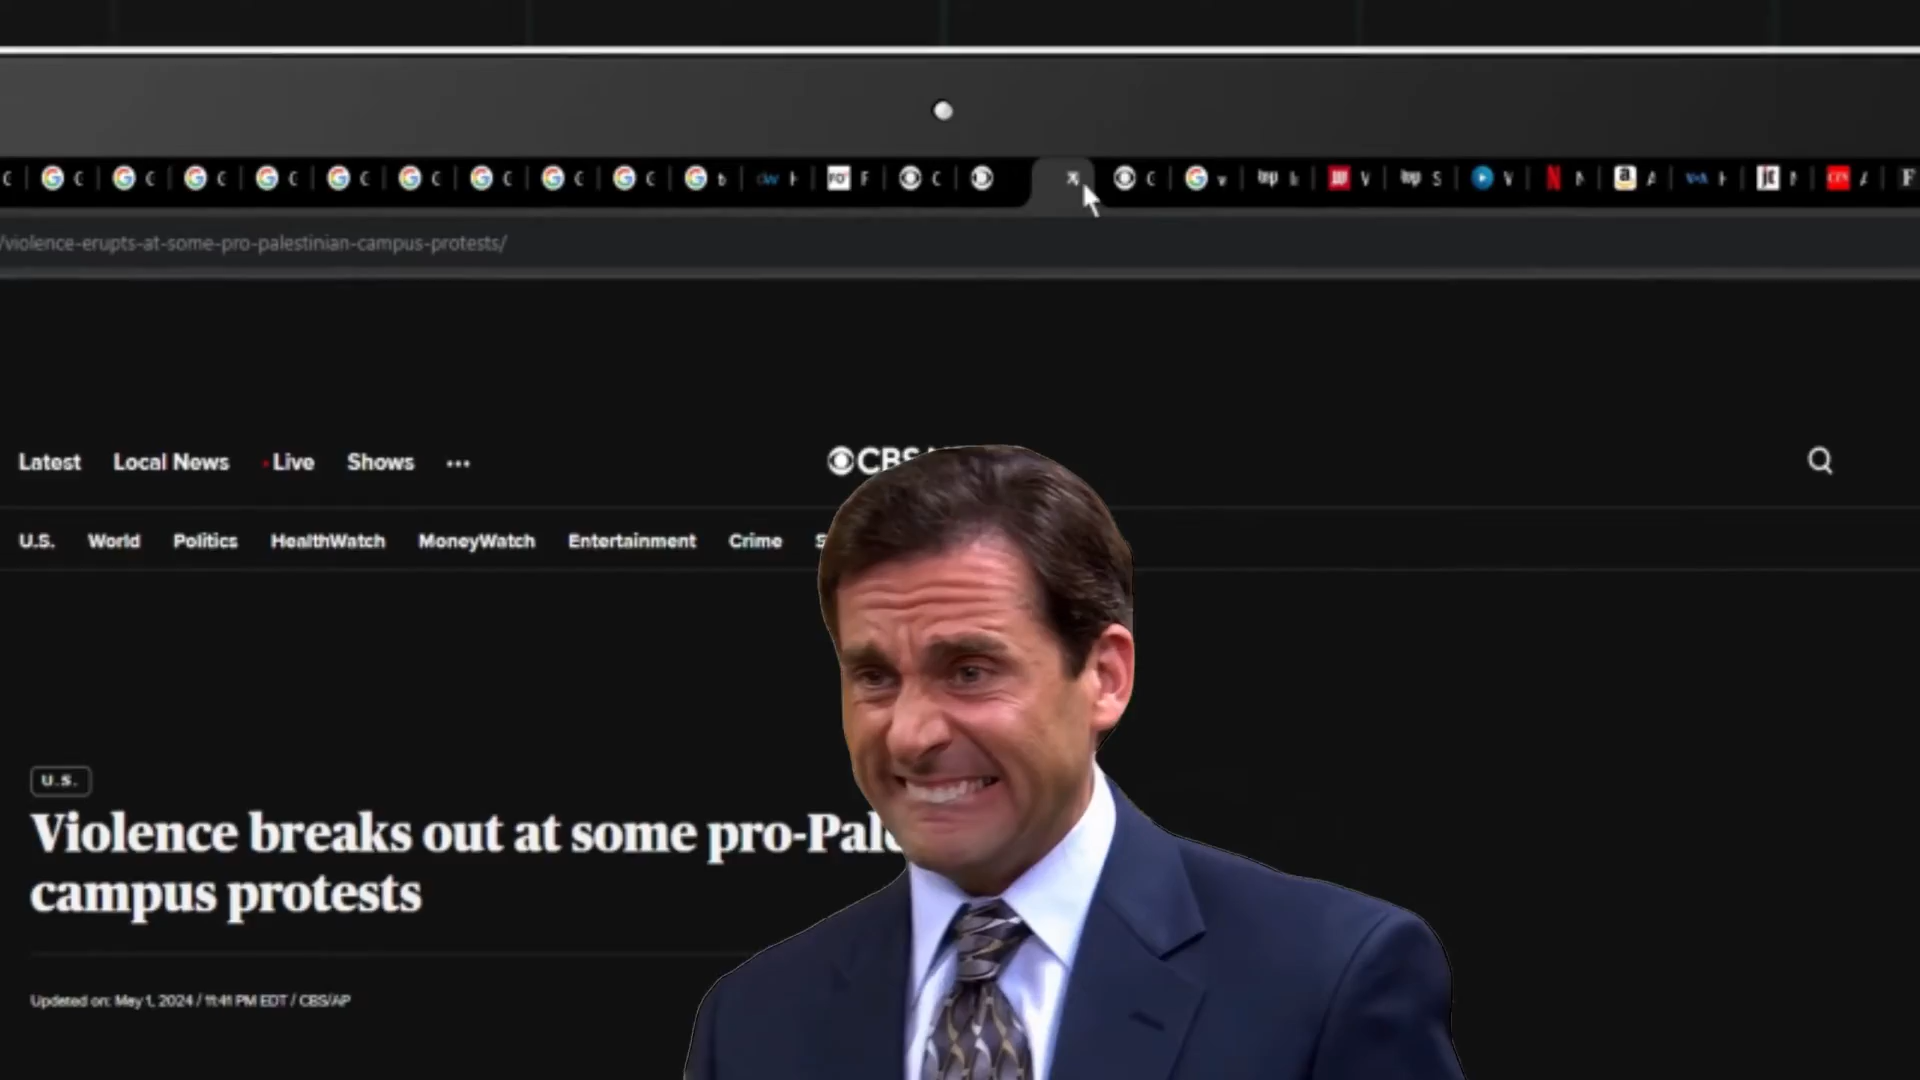 /violence-erupts-at-some-pro-palestinian-campus-protests/
Latest Local News Live Shows ...
CBS
U.S. World Politics HealthWatch MoneyWatch Entertainment Crime S
U.S.
Violence breaks out at some pro-Pale
campus protests
Updated on: May 1, 2024 / 11:41 PM EDT / CBS/AP